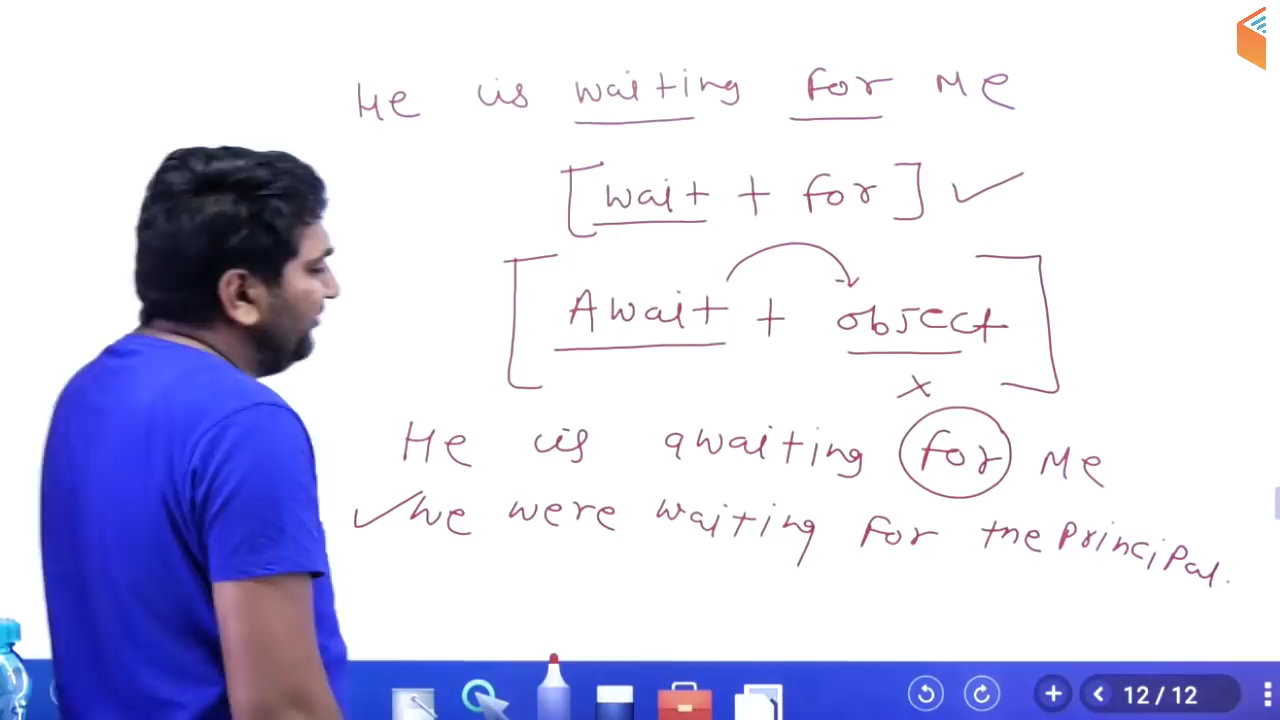 He is waiting for me
[wait + for] ✓
[Await + object]
×
He is awaiting for me
✓ We were waiting for the principal.
12 / 12